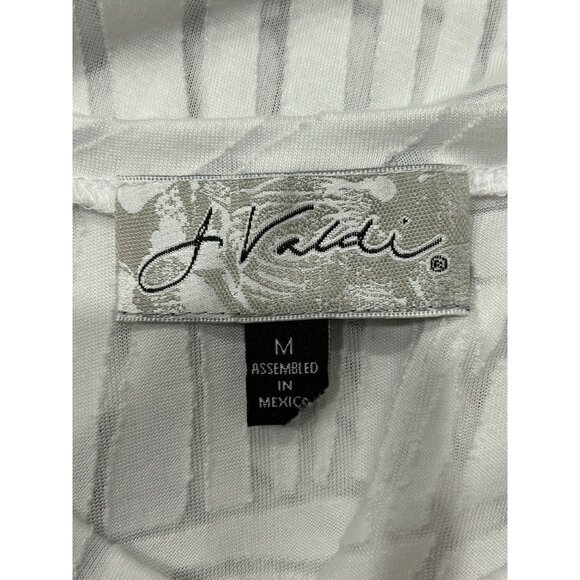 J Valdi ®
M
ASSEMBLED
IN
MEXICO